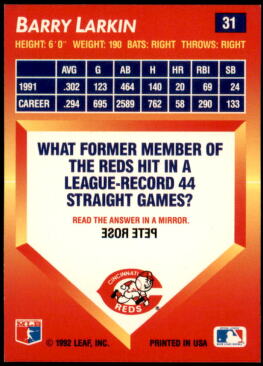 BARRY LARKIN 31
HEIGHT: 6' 0" WEIGHT: 190 BATS: RIGHT THROWS: RIGHT
AVG G AB H HR RBI SB
1991 .302 123 464 140 20 69 24
CAREER .294 695 2589 762 58 290 133
WHAT FORMER MEMBER OF
THE REDS HIT IN A
LEAGUE-RECORD 44
STRAIGHT GAMES?
READ THE ANSWER IN A MIRROR.
PETE ROSE
CINCINNATI
REDS
MLB
© 1992 LEAF, INC. PRINTED IN USA